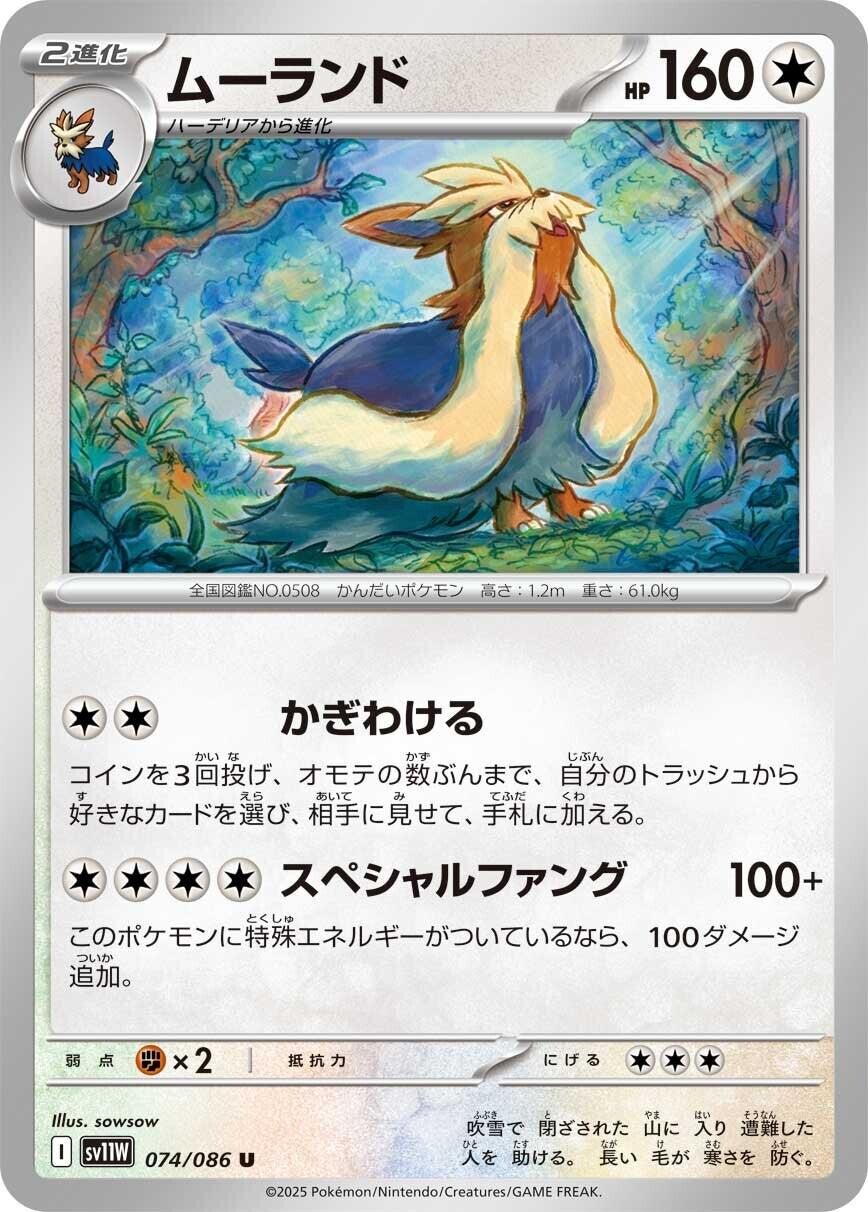 2進化
ムーランド
HP 160
ハーデリアから進化
全国図鑑NO.0508 かんだいポケモン 高さ：1.2m 重さ：61.0kg
かぎわける
コインを3回投げ、オモテの数ぶんまで、自分のトラッシュから
好きなカードを選び、相手に見せて、手札に加える。
スペシャルファング 100+
このポケモンに特殊エネルギーがついているなら、100ダメージ
追加。
弱点 ×2 抵抗力 にげる
Illus. sowsow
吹雪で 閉ざされた 山に 入り 遭難した
人を 助ける。 長い 毛が 寒さを 防ぐ。
I sv11W 074/086 U
©2025 Pokémon/Nintendo/Creatures/GAME FREAK.